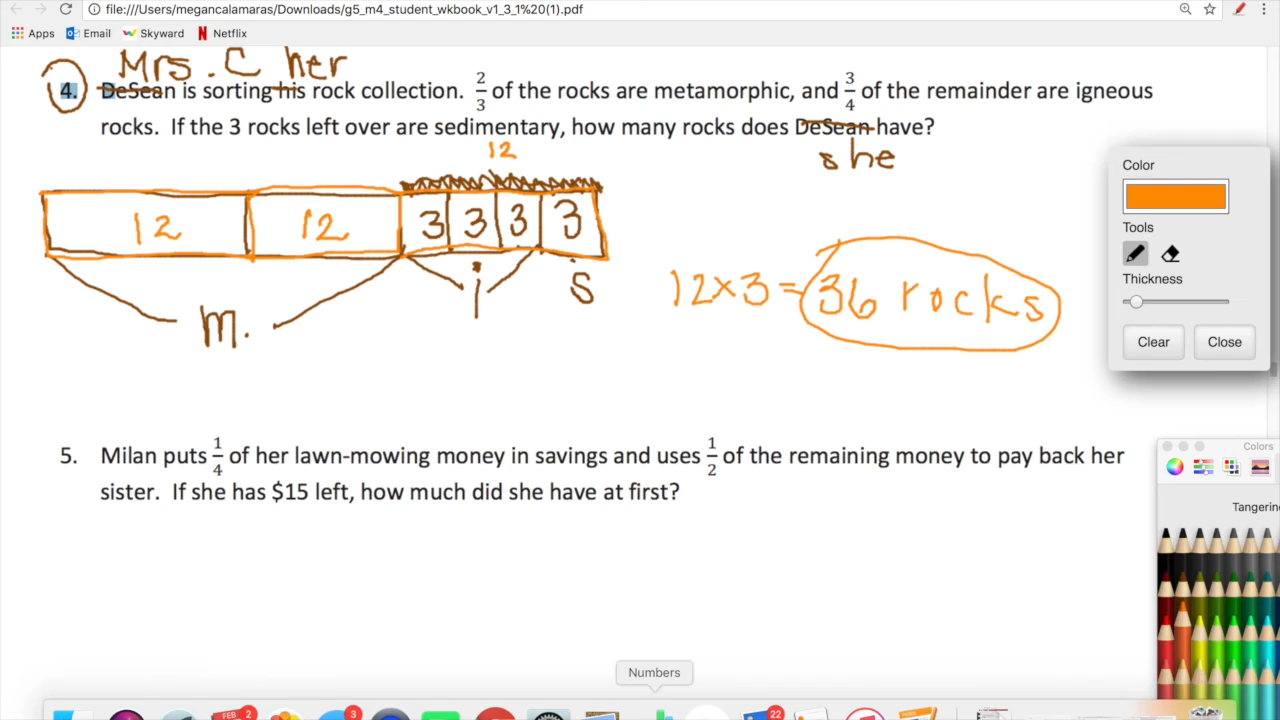 file:///Users/megancalamaras/Downloads/g5_m4_student_wkbook_v1_3_1%20(1).pdf
Apps Email Skyward Netflix
Mrs. C her
4. DeSean is sorting his rock collection. 2/3 of the rocks are metamorphic, and 3/4 of the remainder are igneous
rocks. If the 3 rocks left over are sedimentary, how many rocks does DeSean have?
she
12
12 12 3 3 3 3
m. i s
12×3=36 rocks
Color
Tools
Thickness
Clear Close
5. Milan puts 1/4 of her lawn-mowing money in savings and uses 1/2 of the remaining money to pay back her
sister. If she has $15 left, how much did she have at first?
Colors
Tangerin
Numbers
FEB 2 3 22